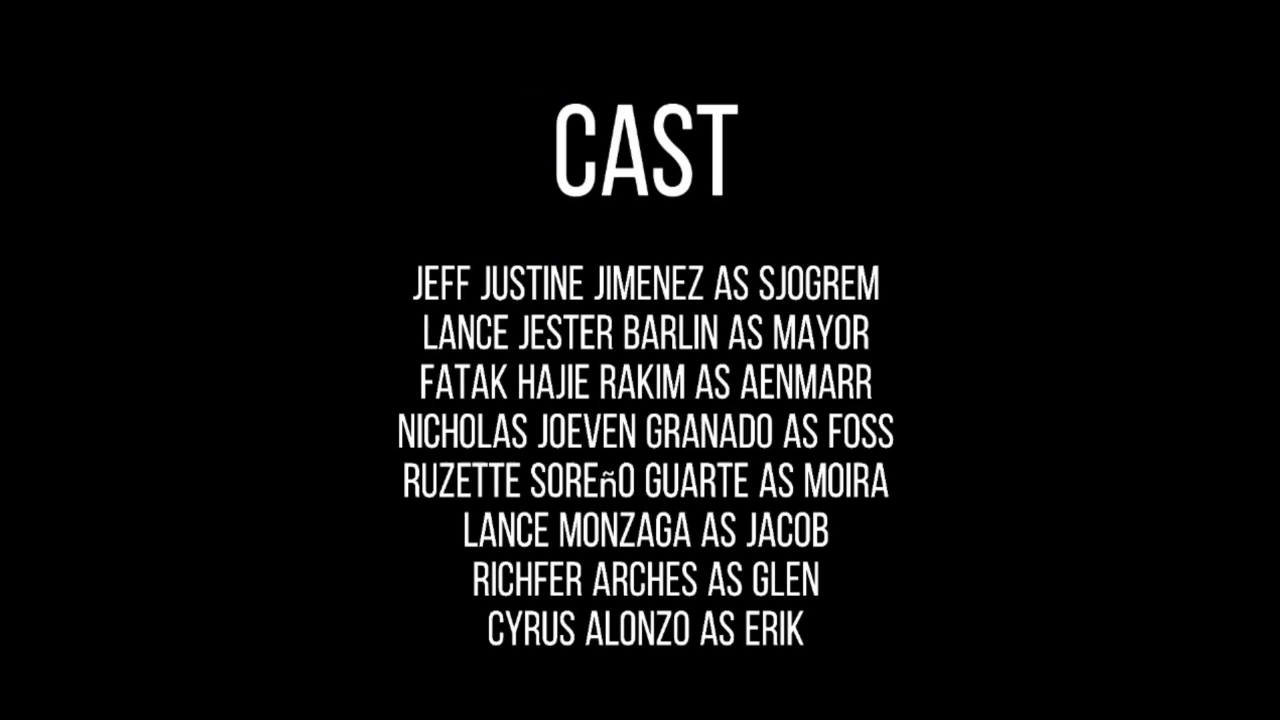 CAST
JEFF JUSTINE JIMENEZ AS SJOGREM
LANCE JESTER BARLIN AS MAYOR
FATAK HAJIE RAKIM AS AENMARR
NICHOLAS JOEVEN GRANADO AS FOSS
RUZETTE SOREñO GUARTE AS MOIRA
LANCE MONZAGA AS JACOB
RICHFER ARCHES AS GLEN
CYRUS ALONZO AS ERIK